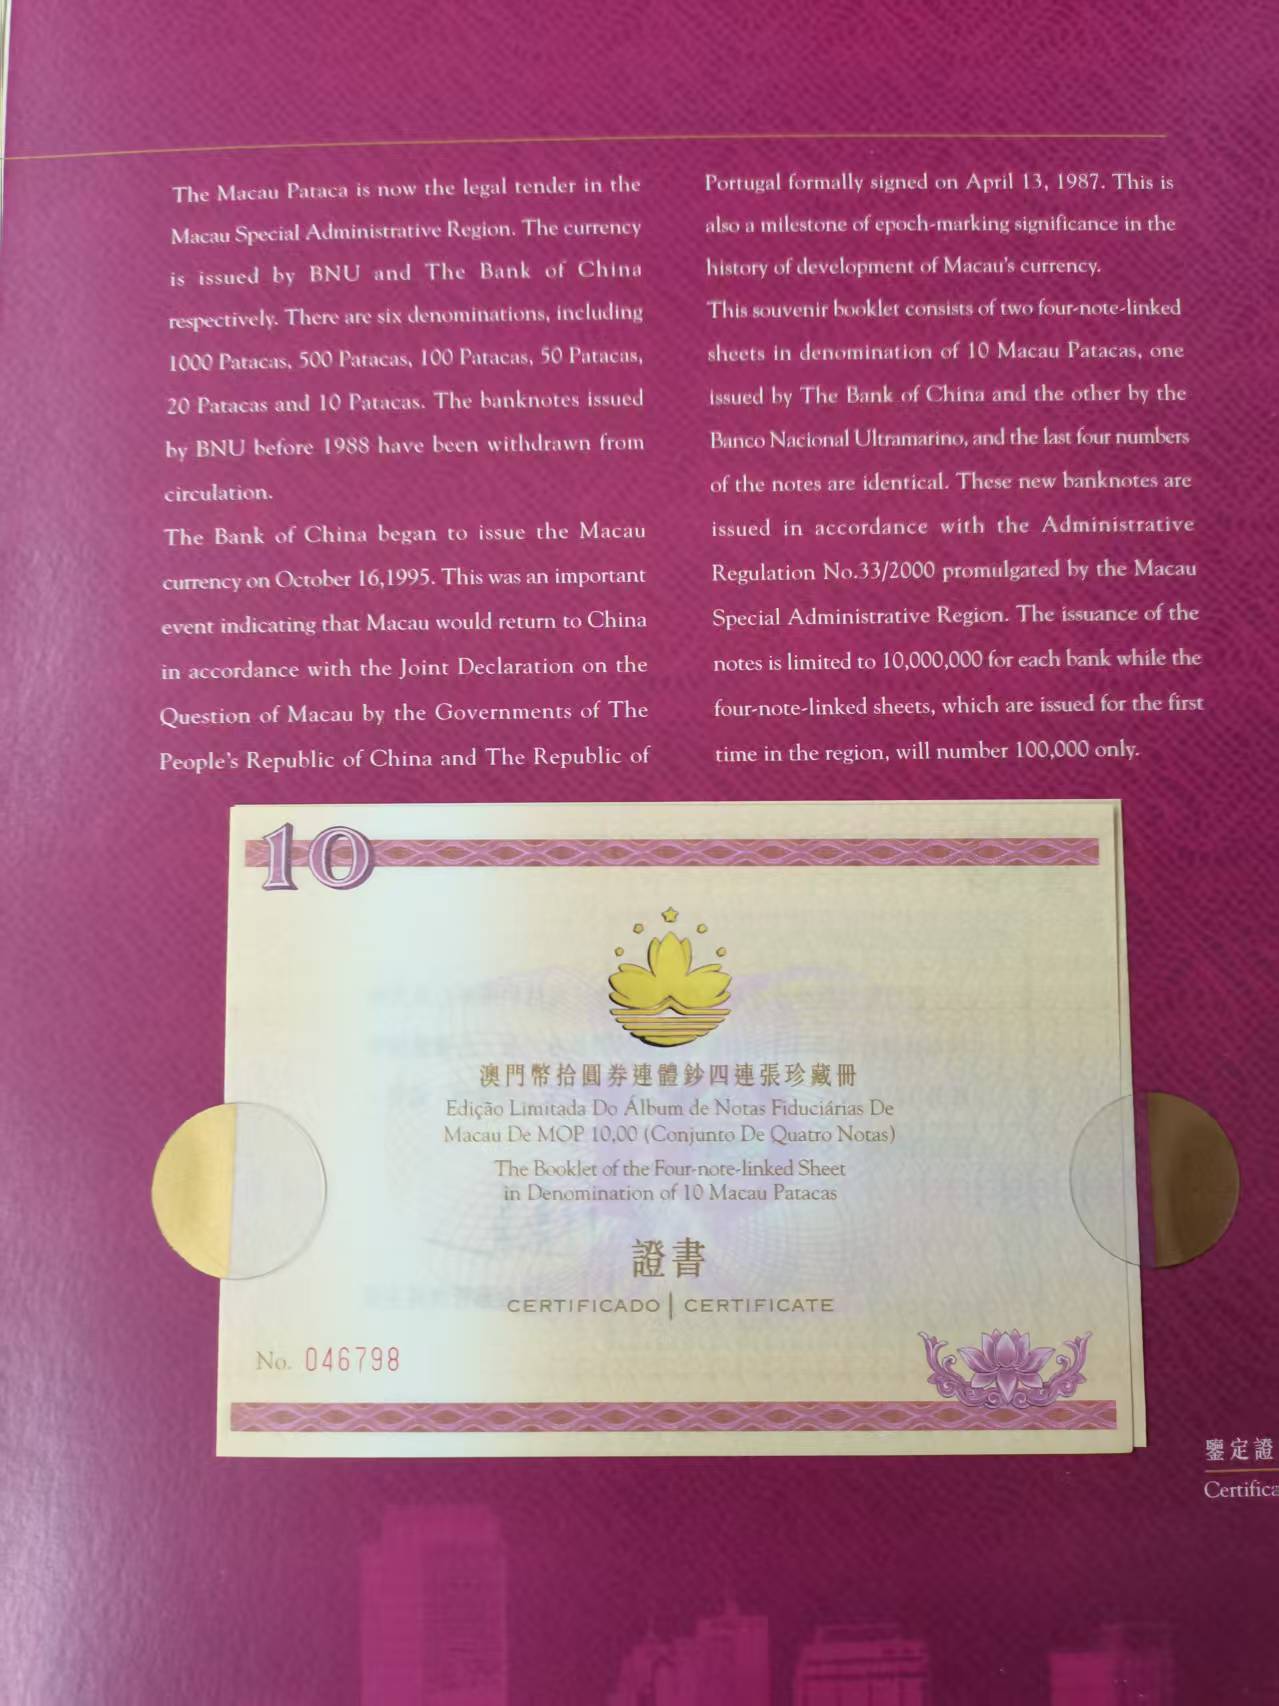 The Macau Pataca is now the legal tender in the
Macau Special Administrative Region. The currency
is issued by BNU and The Bank of China
respectively. There are six denominations, including
1000 Patacas, 500 Patacas, 100 Patacas, 50 Patacas,
20 Patacas and 10 Patacas. The banknotes issued
by BNU before 1988 have been withdrawn from
circulation.
The Bank of China began to issue the Macau
currency on October 16,1995. This was an important
event indicating that Macau would return to China
in accordance with the Joint Declaration on the
Question of Macau by the Governments of The
People's Republic of China and The Republic of
Portugal formally signed on April 13, 1987. This is
also a milestone of epoch-marking significance in the
history of development of Macau's currency.
This souvenir booklet consists of two four-note-linked
sheets in denomination of 10 Macau Patacas, one
issued by The Bank of China and the other by the
Banco Nacional Ultramarino, and the last four numbers
of the notes are identical. These new banknotes are
issued in accordance with the Administrative
Regulation No.33/2000 promulgated by the Macau
Special Administrative Region. The issuance of the
notes is limited to 10,000,000 for each bank while the
four-note-linked sheets, which are issued for the first
time in the region, will number 100,000 only.
10
澳門幣拾圓券連體鈔四連張珍藏冊
Edição Limitada Do Álbum de Notas Fiduciárias De
Macau De MOP 10,00 (Conjunto De Quatro Notas)
The Booklet of the Four-note-linked Sheet
in Denomination of 10 Macau Patacas
證書
CERTIFICADO | CERTIFICATE
No. 046798
鑒定證
Certifica